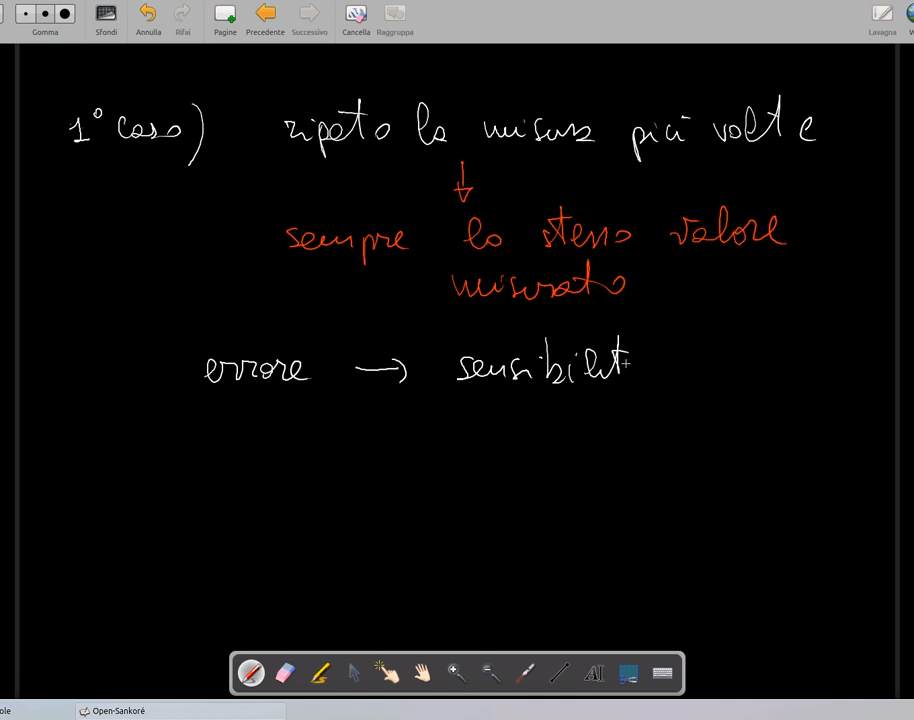 Gomma Sfondi Annulla Rifai Pagine Precedente Successivo Cancella Raggruppa Lavagna
1° caso) ripeto la misura più volte
sempre lo stesso valore
misurato
errore → sensibilit
Open-Sankoré